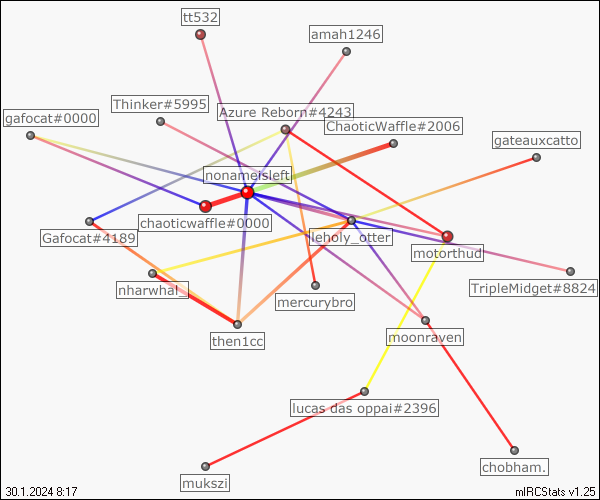 tt532
amah1246
Thinker#5995
gafocat#0000
Azure Reborn#4243
ChaoticWaffle#2006
gateauxcatto
nonameisleft
chaoticwaffle#0000
Gafocat#4189
leholy_otter
motorthud
nharwhal_
mercurybro
TripleMidget#8824
then1cc
moonraven
lucas das oppai#2396
mukszi
chobham.
30.1.2024 8:17
mIRCStats v1.25